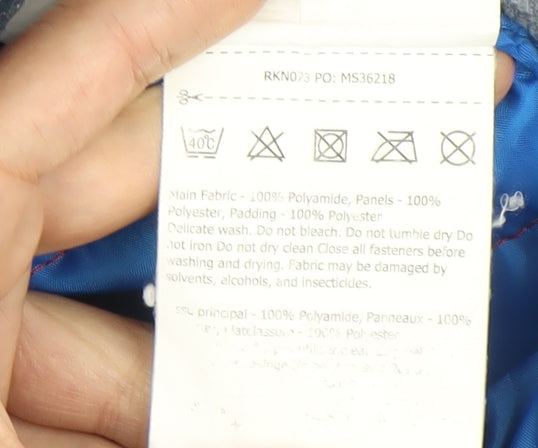 RKN073 PO: MS36218
40°C
Main Fabric - 100% Polyamide, Panels - 100%
Polyester, Padding - 100% Polyester
Delicate wash. Do not bleach. Do not tumble dry Do
not iron Do not dry clean Close all fasteners before
washing and drying. Fabric may be damaged by
solvents, alcohols, and insecticides.
principal - 100% Polyamide, Panneaux - 100%
- 100% Polyester